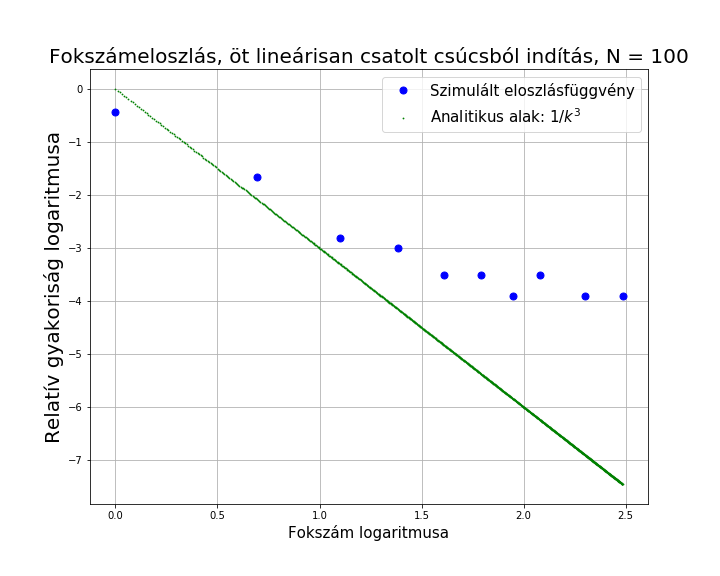 Fokszámeloszlás, öt lineárisan csatolt csúcsból indítás, N = 100
Szimulált eloszlásfüggvény
Analitikus alak: 1/k³
Relatív gyakoriság logaritmusa
0
−1
−2
−3
−4
−5
−6
−7
0.0 0.5 1.0 1.5 2.0 2.5
Fokszám logaritmusa